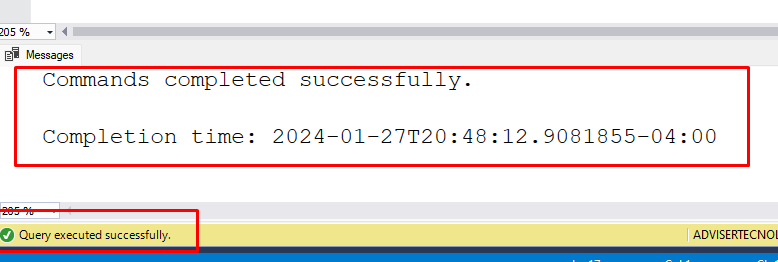 205 %
Messages
Commands completed successfully.
Completion time: 2024-01-27T20:48:12.9081855-04:00
205 %
Query executed successfully.
ADVISERTECNOL